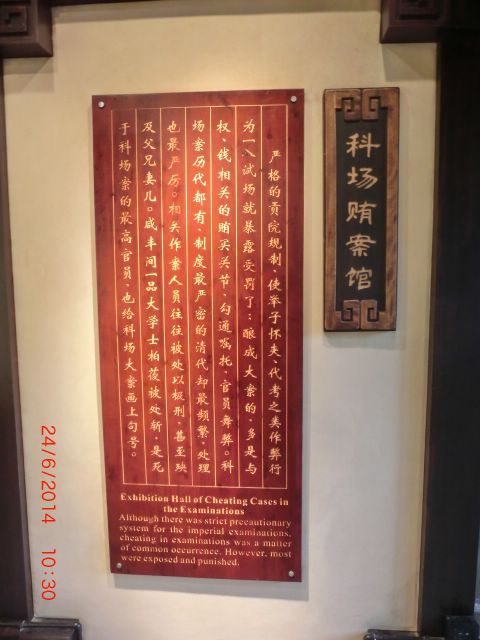 科场贿案馆
严格的贡院规制，使举子怀夹、代考之类作弊行
为一入试场就暴露受罚了；酿成大案的，多是与
权、钱相关的贿买关节、勾通嘱托、官员舞弊。科
场案历代都有，制度最严密的清代却最频繁，处理
也最严厉。相关作案人员往往被处以极刑，甚至殃
及父兄妻儿。咸丰间一品大学士柏葰被处斩，是死
于科场案的最高官员，也给科场大案画上句号。
Exhibition Hall of Cheating Cases in
the Examinations
Although there was strict precautionary
system for the imperial examinations,
cheating in examinations was a matter
of common occurrence. However, most
were exposed and punished.
24/6/2014 10:30